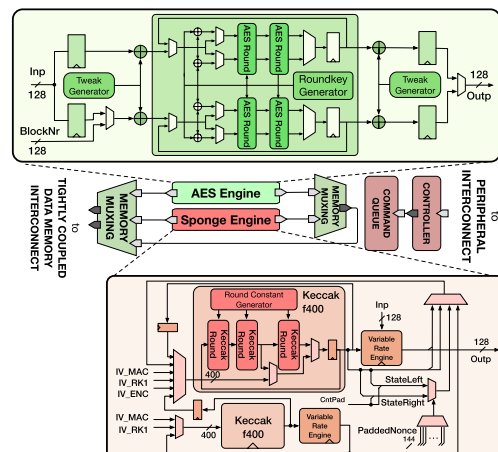 Inp
128
BlockNr
128
Tweak
Generator
AES
Round
AES
Round
Roundkey
Generator
AES
Round
AES
Round
Tweak
Generator
128
Outp
to
TIGHTLY COUPLED
DATA MEMORY
INTERCONNECT
MEMORY
MUXING
AES Engine
Sponge Engine
MEMORY
MUXING
COMMAND
QUEUE
CONTROLLER
to
PERIPHERAL
INTERCONNECT
Round Constant
Generator
Keccak
f400
Keccak
Round
Keccak
Round
Keccak
Round
Inp
128
Variable
Rate
Engine
128
Outp
IV_MAC
IV_RK1
IV_ENC
400
CntPad
StateLeft
StateRight
IV_MAC
IV_RK1
400
Keccak
f400
Variable
Rate
Engine
PaddedNonce
144
...